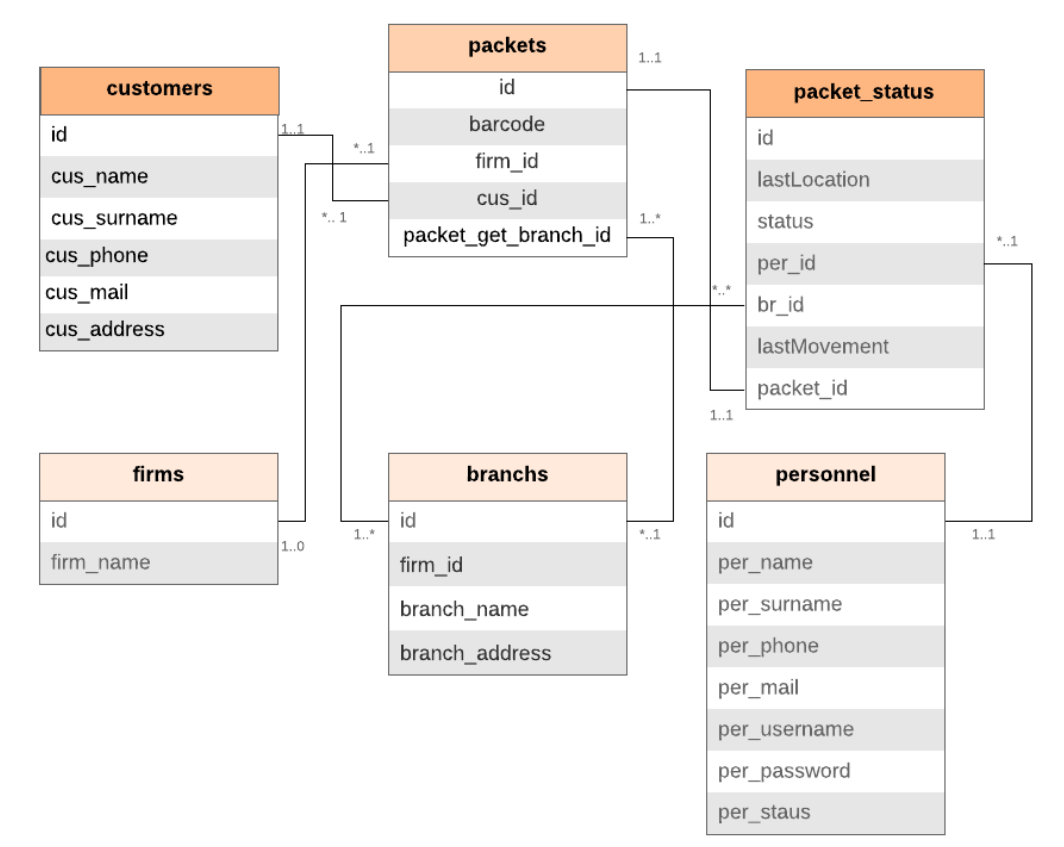 customers
id
cus_name
cus_surname
cus_phone
cus_mail
cus_address
1..1
*.. 1
packets
id
barcode
firm_id
cus_id
packet_get_branch_id
*..1
1..1
1..*
packet_status
id
lastLocation
status
per_id
br_id
lastMovement
packet_id
*..1
*..*
1..1
firms
id
firm_name
1..0
branchs
id
firm_id
branch_name
branch_address
1..*
*..1
personnel
id
per_name
per_surname
per_phone
per_mail
per_username
per_password
per_staus
1..1